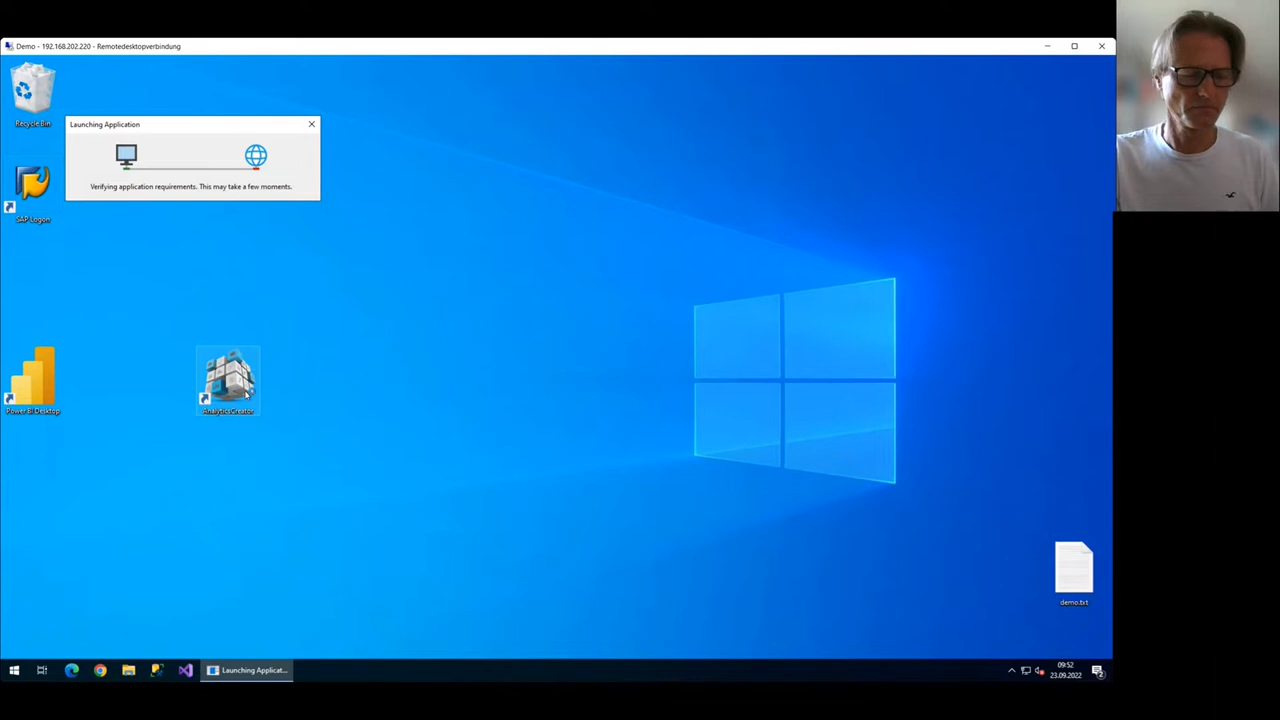 Demo - 192.168.202.220 - Remotedesktopverbindung
Recycle Bin
Launching Application
Verifying application requirements. This may take a few moments.
SAP Logon
Power BI Desktop
AnalyticsCreator
demo.txt
Launching Applicat...
09:52
23.09.2022
2